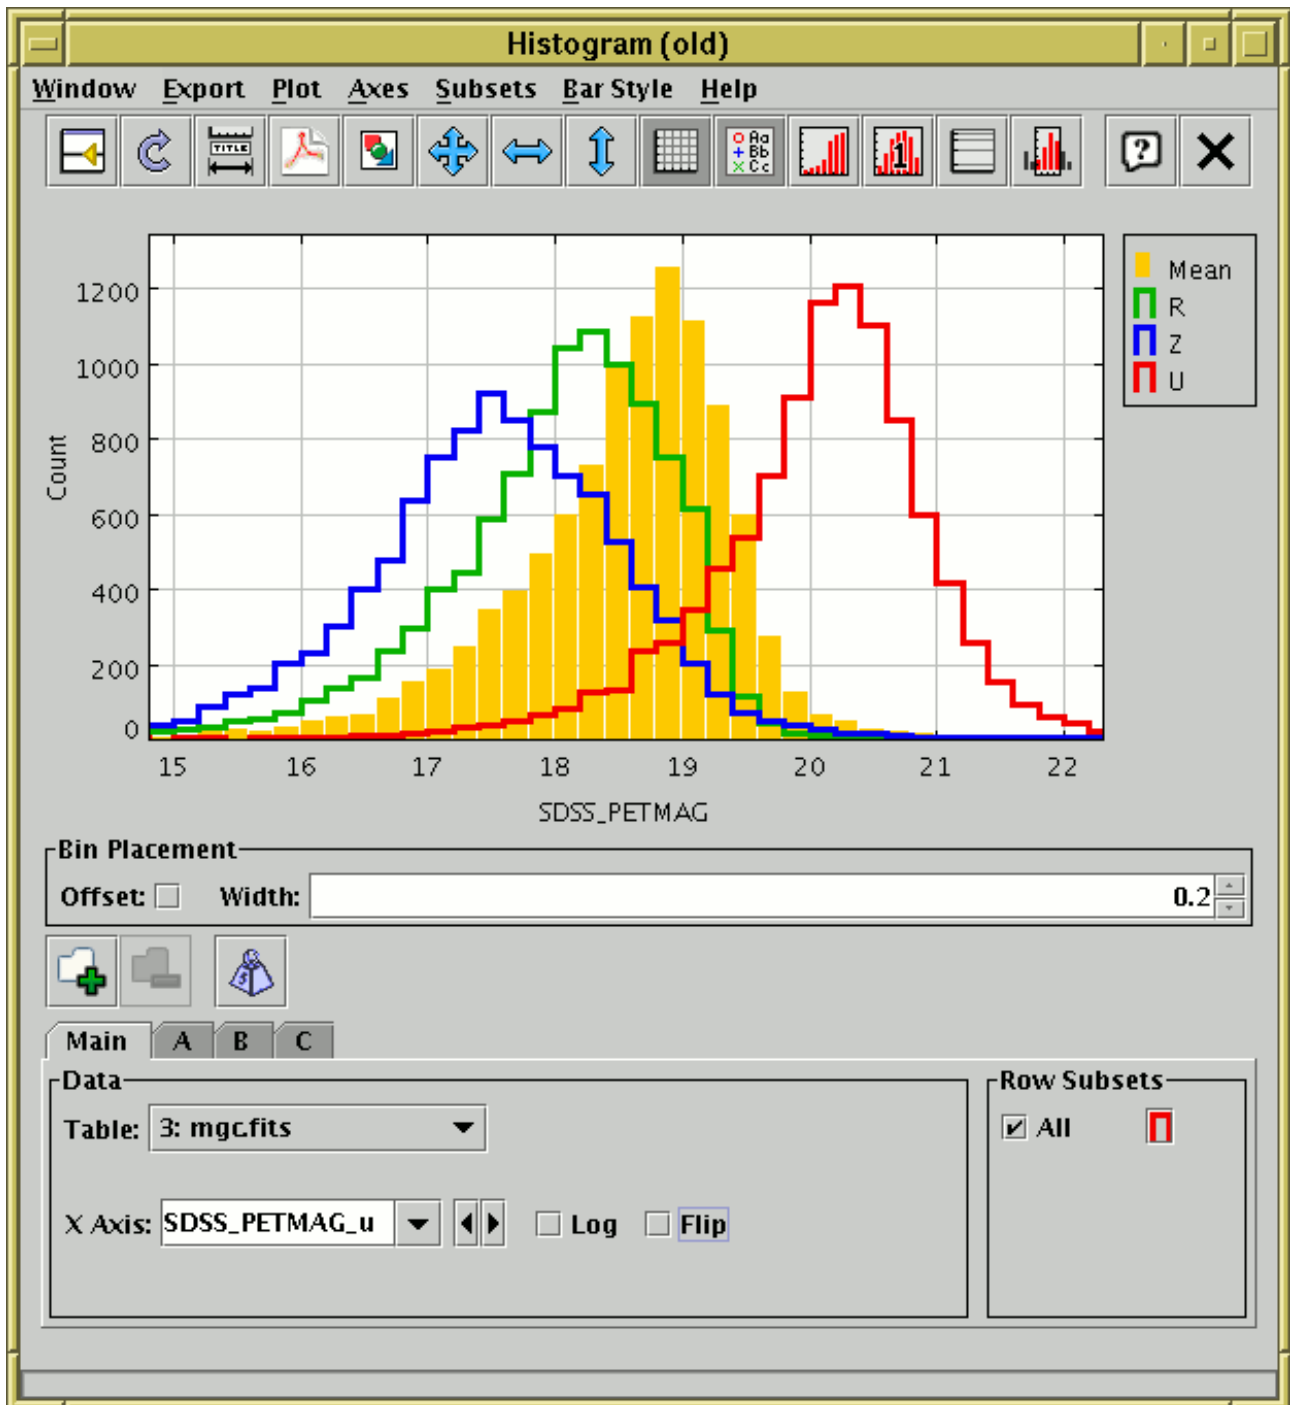 Histogram (old)
Window Export Plot Axes Subsets Bar Style Help
TITLE
Aa
Bb
Cc
1
?
1200
1000
800
600
400
200
0
Count
15 16 17 18 19 20 21 22
SDSS_PETMAG
Mean
R
Z
U
Bin Placement
Offset: Width: 0.2
$
Main A B C
Data
Table: 3: mgc.fits
X Axis: SDSS_PETMAG_u Log Flip
Row Subsets
All